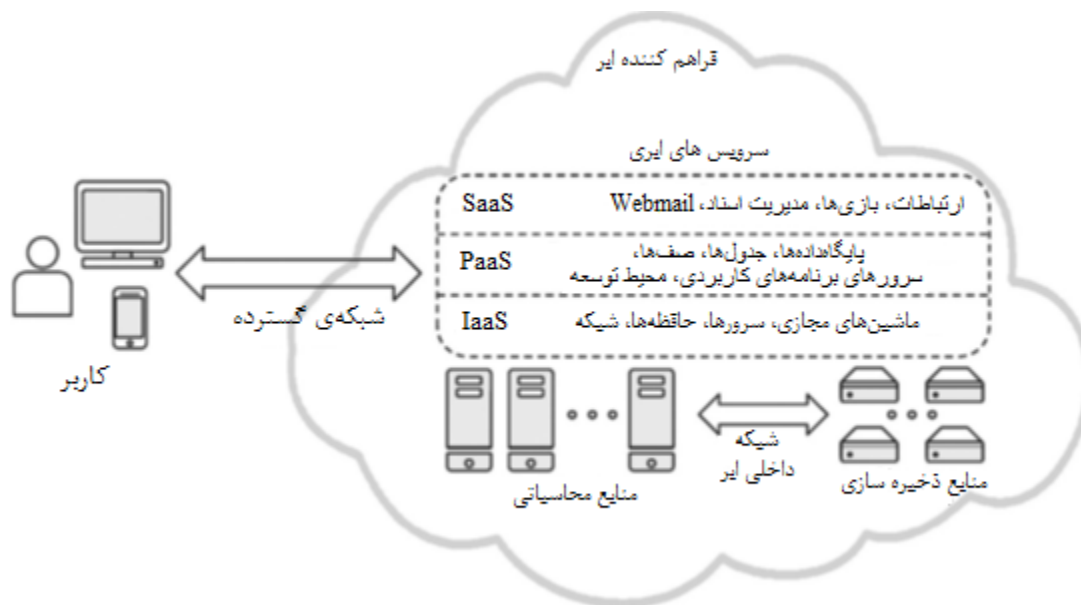 فراهم کننده ابر
سرویس های ابری
SaaS ارتباطات، بازی‌ها، مدیریت اسناد، Webmail
PaaS پایگاه‌داده‌ها، جدول‌ها، صف‌ها،
سرورهای برنامه‌های کاربردی، محیط توسعه
IaaS ماشین‌های مجازی، سرورها، حافظه‌ها، شبکه
شبکه‌ی گسترده
کاربر
شبکه
داخلی ابر
منابع محاسباتی
منابع ذخیره سازی